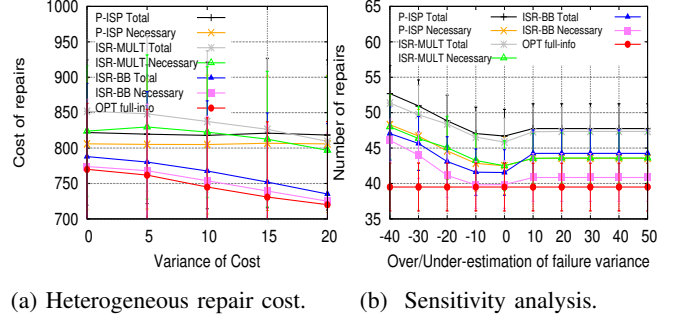 1000
950
900
850
800
750
700
Cost of repairs
P-ISP Total
P-ISP Necessary
ISR-MULT Total
ISR-MULT Necessary
ISR-BB Total
ISR-BB Necessary
OPT full-info
0 5 10 15 20
Variance of Cost
(a) Heterogeneous repair cost.
65
60
55
50
45
40
35
Number of repairs
P-ISP Total
P-ISP Necessary
ISR-MULT Total
ISR-MULT Necessary
ISR-BB Total
ISR-BB Necessary
OPT full-info
-40 -30 -20 -10 0 10 20 30 40 50
Over/Under-estimation of failure variance
(b) Sensitivity analysis.